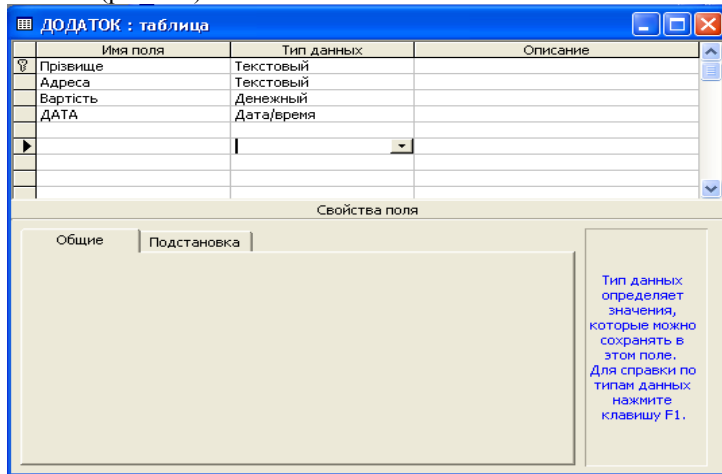 ДОДАТОК : таблица
Имя поля Тип данных Описание
Прізвище Текстовый
Адреса Текстовый
Вартість Денежный
ДАТА Дата/время
Свойства поля
Общие Подстановка
Тип данных
определяет
значения,
которые можно
сохранять в
этом поле.
Для справки по
типам данных
нажмите
клавишу F1.